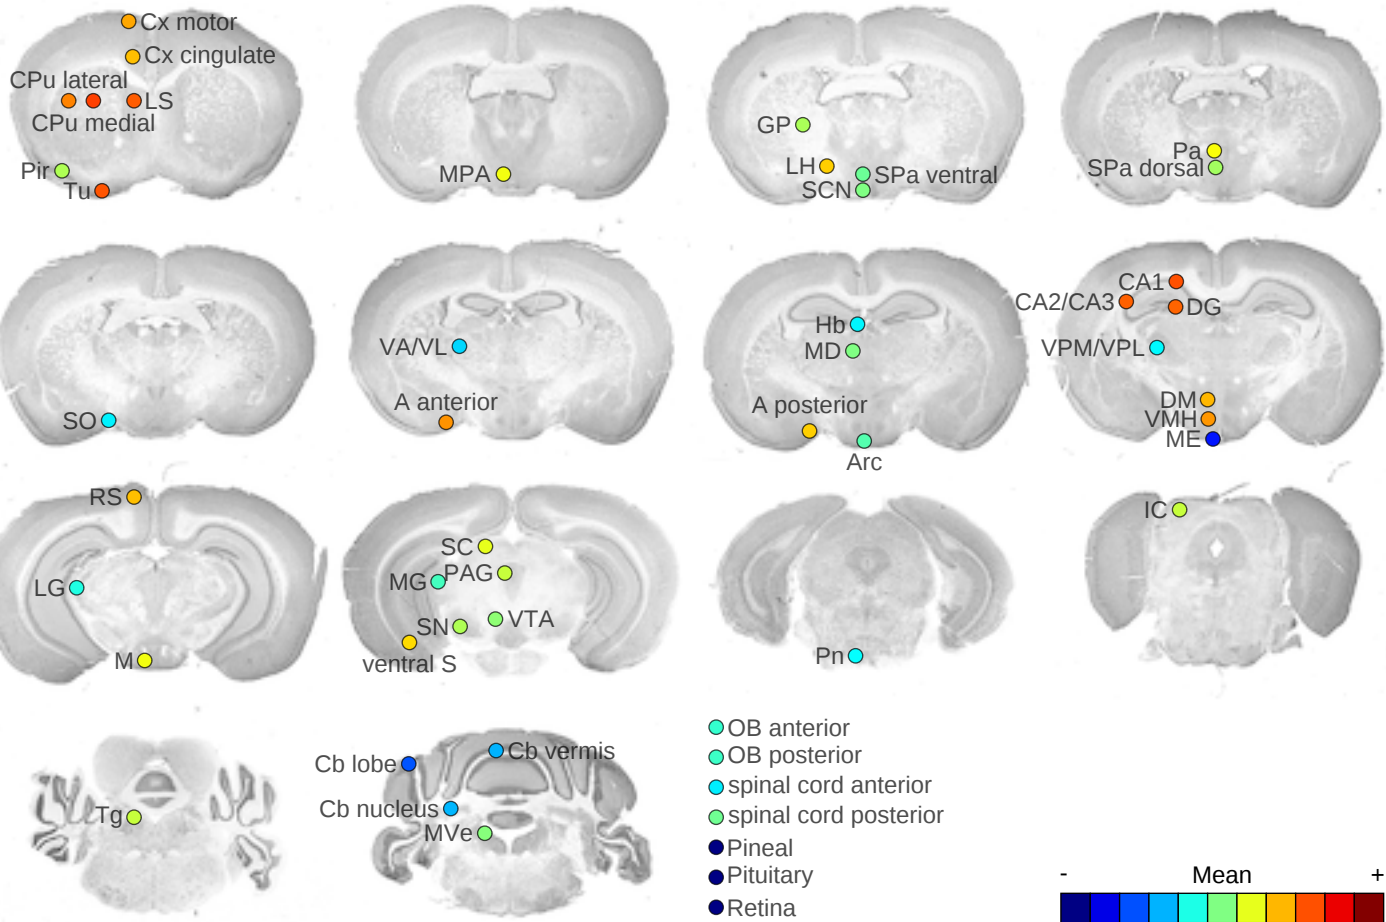 Cx motor
Cx cingulate
CPu lateral
LS
CPu medial
Pir
Tu
MPA
GP
LH
SPa ventral
SCN
Pa
SPa dorsal
SO
VA/VL
A anterior
Hb
MD
A posterior
Arc
CA1
CA2/CA3
DG
VPM/VPL
DM
VMH
ME
RS
LG
M
SC
MG
PAG
SN
VTA
ventral S
Pn
IC
Tg
Cb lobe
Cb vermis
Cb nucleus
MVe
OB anterior
OB posterior
spinal cord anterior
spinal cord posterior
Pineal
Pituitary
Retina
- Mean +